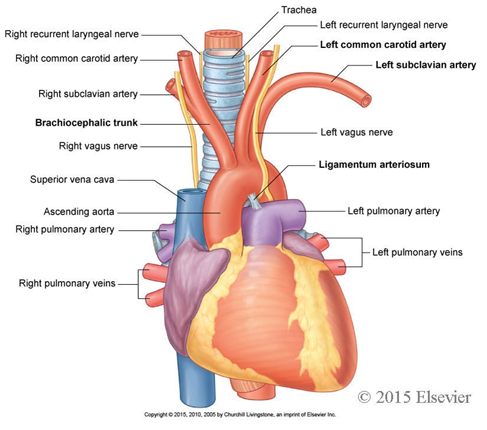 Trachea
Right recurrent laryngeal nerve
Left recurrent laryngeal nerve
Right common carotid artery
Left common carotid artery
Left subclavian artery
Right subclavian artery
Brachiocephalic trunk
Left vagus nerve
Right vagus nerve
Ligamentum arteriosum
Superior vena cava
Ascending aorta
Left pulmonary artery
Right pulmonary artery
Left pulmonary veins
Right pulmonary veins
© 2015 Elsevier
Copyright © 2015, 2010, 2005 by Churchill Livingstone, an imprint of Elsevier Inc.